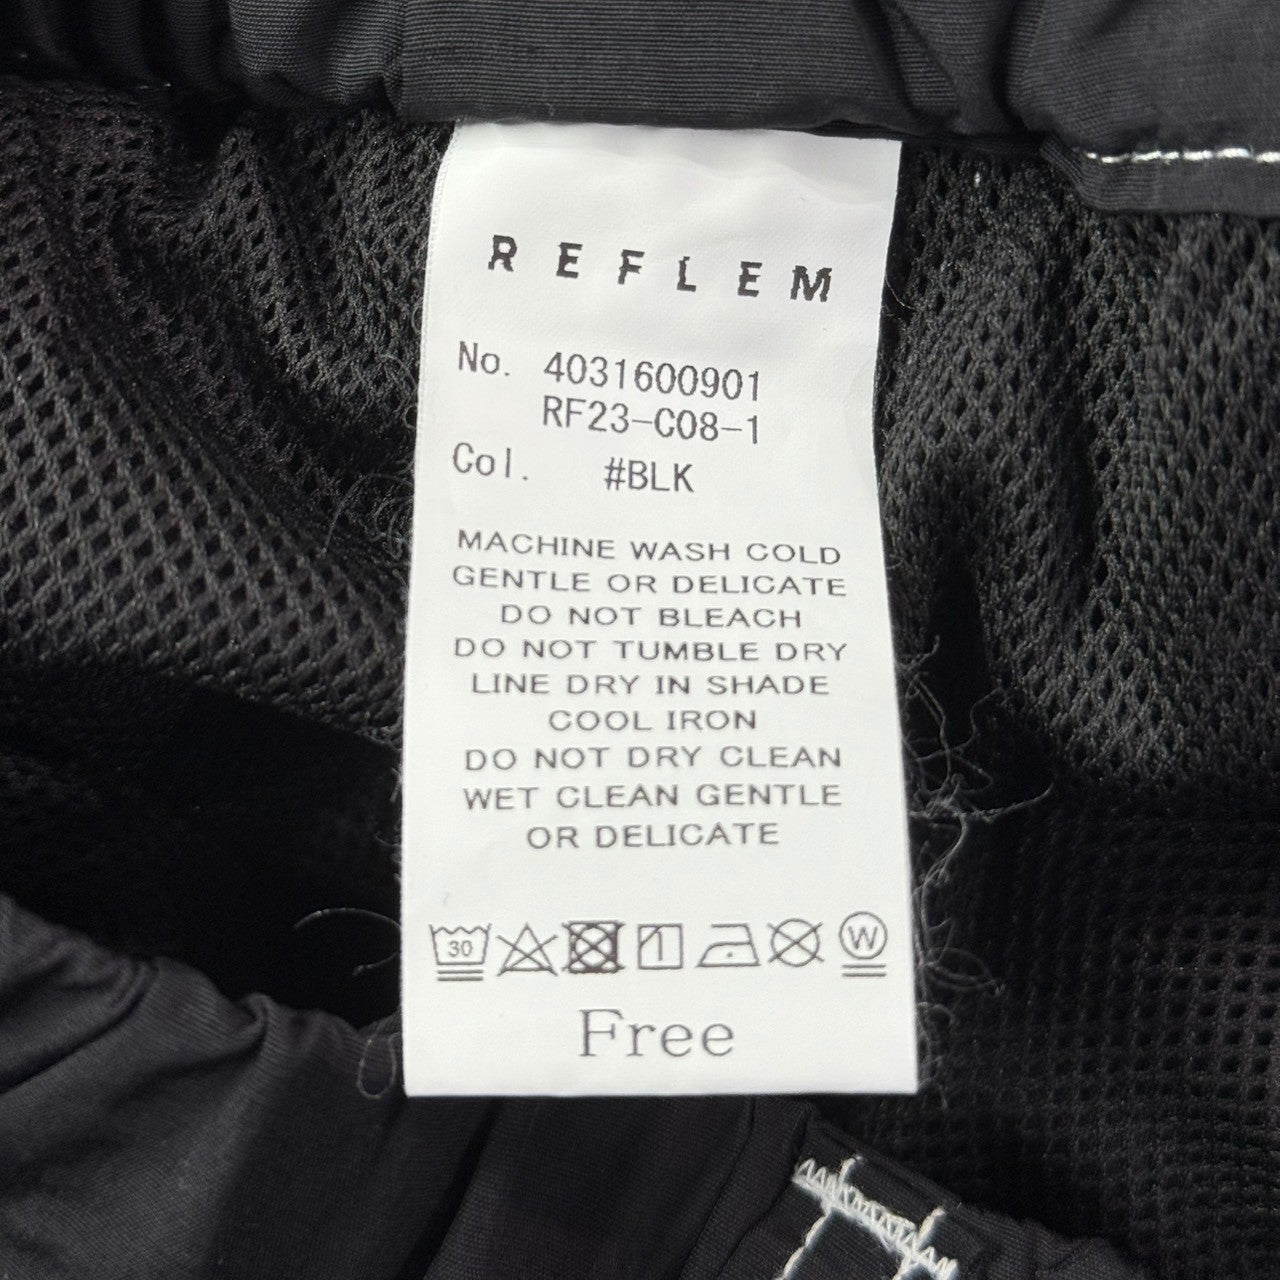 REFLEM
No. 4031600901
RF23-C08-1
Col. #BLK
MACHINE WASH COLD
GENTLE OR DELICATE
DO NOT BLEACH
DO NOT TUMBLE DRY
LINE DRY IN SHADE
COOL IRON
DO NOT DRY CLEAN
WET CLEAN GENTLE
OR DELICATE
30 W
Free